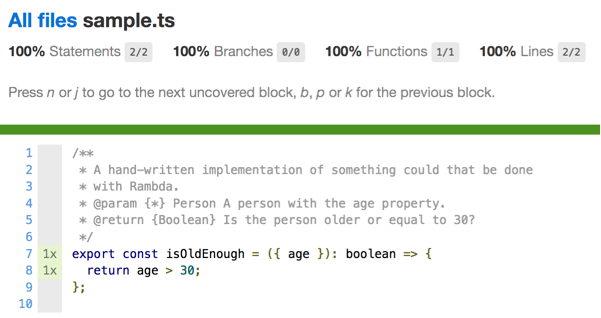 All files sample.ts
100% Statements 2/2 100% Branches 0/0 100% Functions 1/1 100% Lines 2/2
Press n or j to go to the next uncovered block, b, p or k for the previous block.
1 /**
2 * A hand-written implementation of something could that be done
3 * with Rambda.
4 * @param {*} Person A person with the age property.
5 * @return {Boolean} Is the person older or equal to 30?
6 */
7 1x export const isOldEnough = ({ age }): boolean => {
8 1x return age > 30;
9 };
10